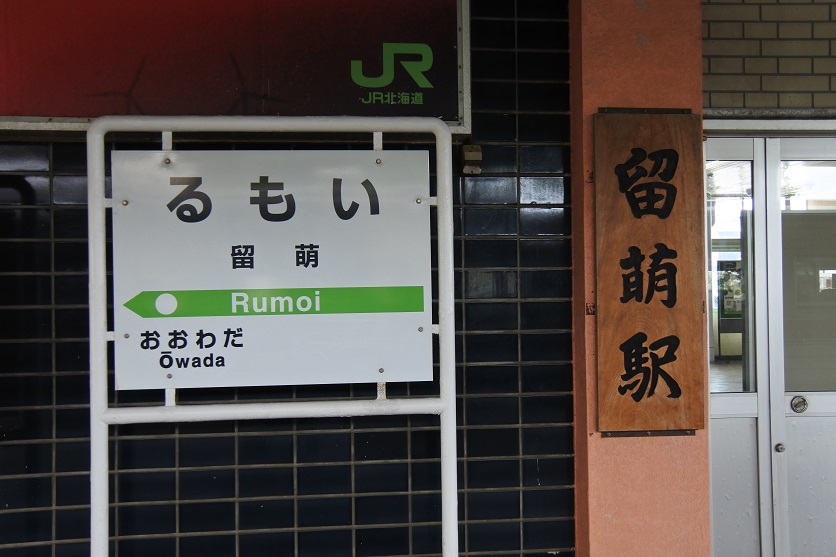 JR
JR北海道
るもい
留萌
Rumoi
おおわだ
Ōwada
留萌駅